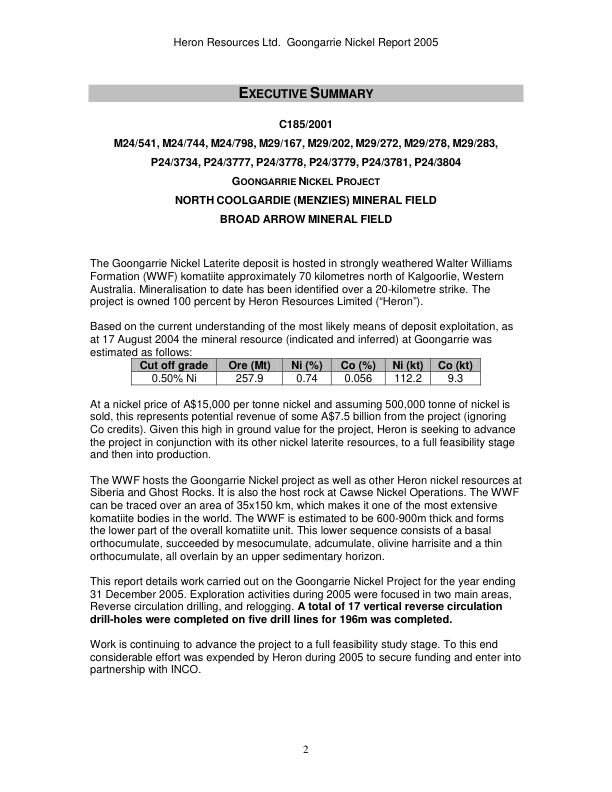 Heron Resources Ltd.  Goongarrie Nickel Report 2005
EXECUTIVE SUMMARY
C185/2001
M24/541, M24/744, M24/798, M29/167, M29/202, M29/272, M29/278, M29/283,
P24/3734, P24/3777, P24/3778, P24/3779, P24/3781, P24/3804
GOONGARRIE NICKEL PROJECT
NORTH COOLGARDIE (MENZIES) MINERAL FIELD
BROAD ARROW MINERAL FIELD
The Goongarrie Nickel Laterite deposit is hosted in strongly weathered Walter Williams
Formation (WWF) komatiite approximately 70 kilometres north of Kalgoorlie, Western
Australia. Mineralisation to date has been identified over a 20-kilometre strike. The
project is owned 100 percent by Heron Resources Limited (“Heron”).
Based on the current understanding of the most likely means of deposit exploitation, as
at 17 August 2004 the mineral resource (indicated and inferred) at Goongarrie was
estimated as follows:
Cut off grade Ore (Mt) Ni (%) Co (%) Ni (kt) Co (kt)
0.50% Ni 257.9 0.74 0.056 112.2 9.3
At a nickel price of A$15,000 per tonne nickel and assuming 500,000 tonne of nickel is
sold, this represents potential revenue of some A$7.5 billion from the project (ignoring
Co credits). Given this high in ground value for the project, Heron is seeking to advance
the project in conjunction with its other nickel laterite resources, to a full feasibility stage
and then into production.
The WWF hosts the Goongarrie Nickel project as well as other Heron nickel resources at
Siberia and Ghost Rocks. It is also the host rock at Cawse Nickel Operations. The WWF
can be traced over an area of 35x150 km, which makes it one of the most extensive
komatiite bodies in the world. The WWF is estimated to be 600-900m thick and forms
the lower part of the overall komatiite unit. This lower sequence consists of a basal
orthocumulate, succeeded by mesocumulate, adcumulate, olivine harrisite and a thin
orthocumulate, all overlain by an upper sedimentary horizon.
This report details work carried out on the Goongarrie Nickel Project for the year ending
31 December 2005. Exploration activities during 2005 were focused in two main areas,
Reverse circulation drilling, and relogging. A total of 17 vertical reverse circulation
drill-holes were completed on five drill lines for 196m was completed.
Work is continuing to advance the project to a full feasibility study stage. To this end
considerable effort was expended by Heron during 2005 to secure funding and enter into
partnership with INCO.
2